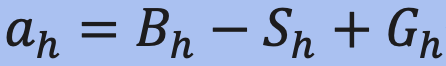 a_h = B_h − S_h + G_h